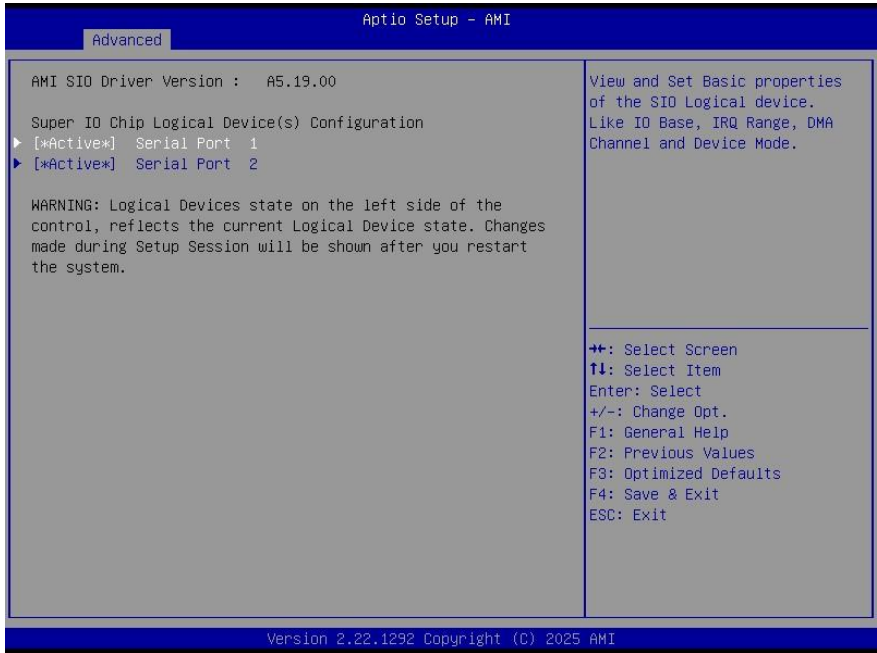 Aptio Setup – AMI
Advanced
AMI SIO Driver Version : A5.19.00
Super IO Chip Logical Device(s) Configuration
[*Active*] Serial Port 1
[*Active*] Serial Port 2
WARNING: Logical Devices state on the left side of the
control, reflects the current Logical Device state. Changes
made during Setup Session will be shown after you restart
the system.
View and Set Basic properties
of the SIO Logical device.
Like IO Base, IRQ Range, DMA
Channel and Device Mode.
→←: Select Screen
↑↓: Select Item
Enter: Select
+/-: Change Opt.
F1: General Help
F2: Previous Values
F3: Optimized Defaults
F4: Save & Exit
ESC: Exit
Version 2.22.1292 Copyright (C) 2025 AMI